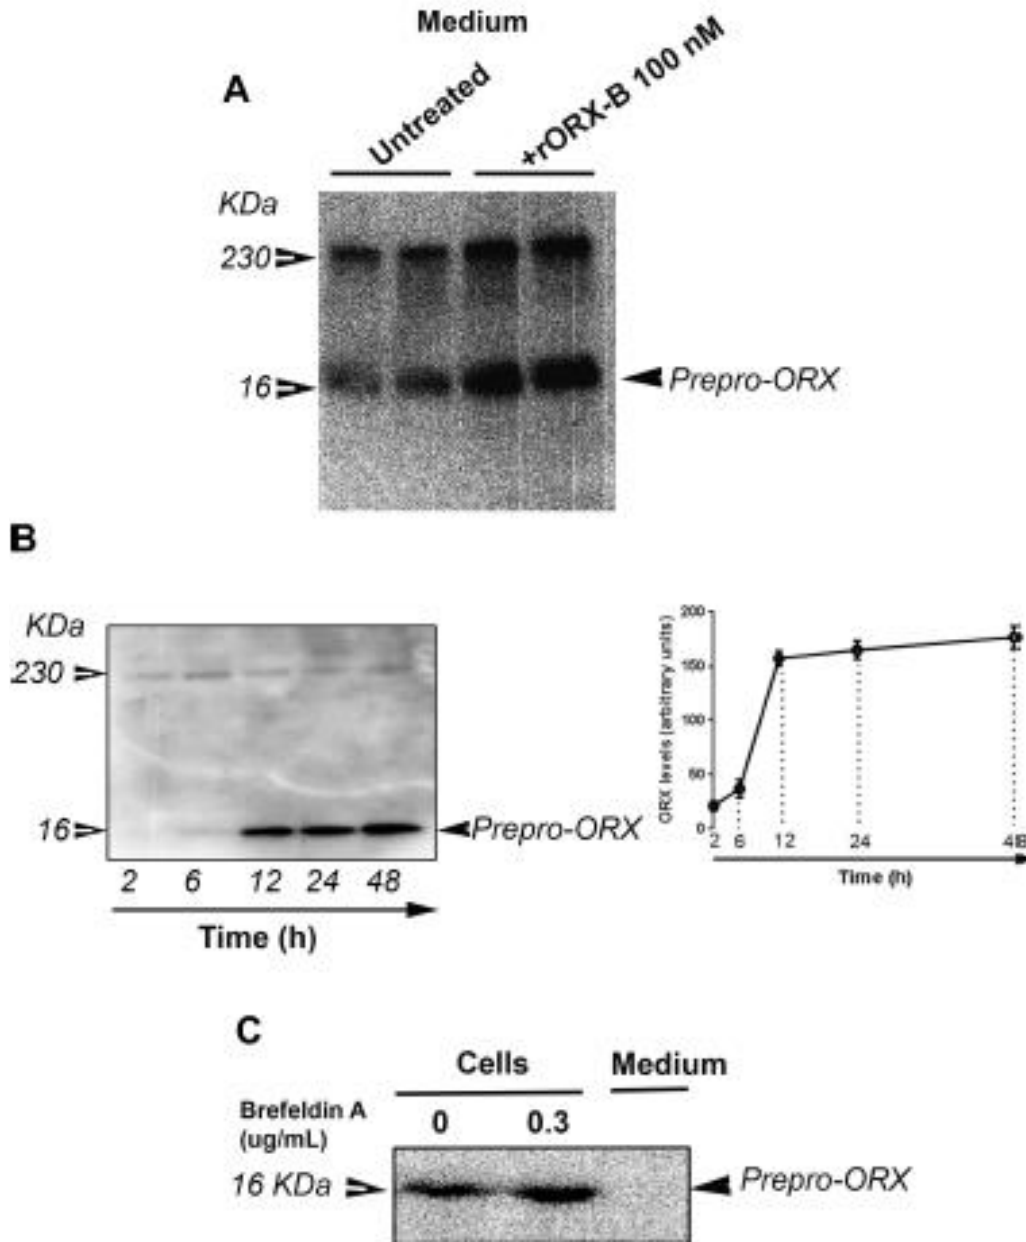 Medium
A
Untreated
+rORX-B 100 nM
KDa
230
16
Prepro-ORX
B
KDa
230
16
Prepro-ORX
2 6 12 24 48
Time (h)
ORX levels (arbitrary units)
200
150
100
50
0
2 6 12 24 48
Time (h)
C
Cells Medium
Brefeldin A
(ug/mL)
0 0.3
16 KDa
Prepro-ORX